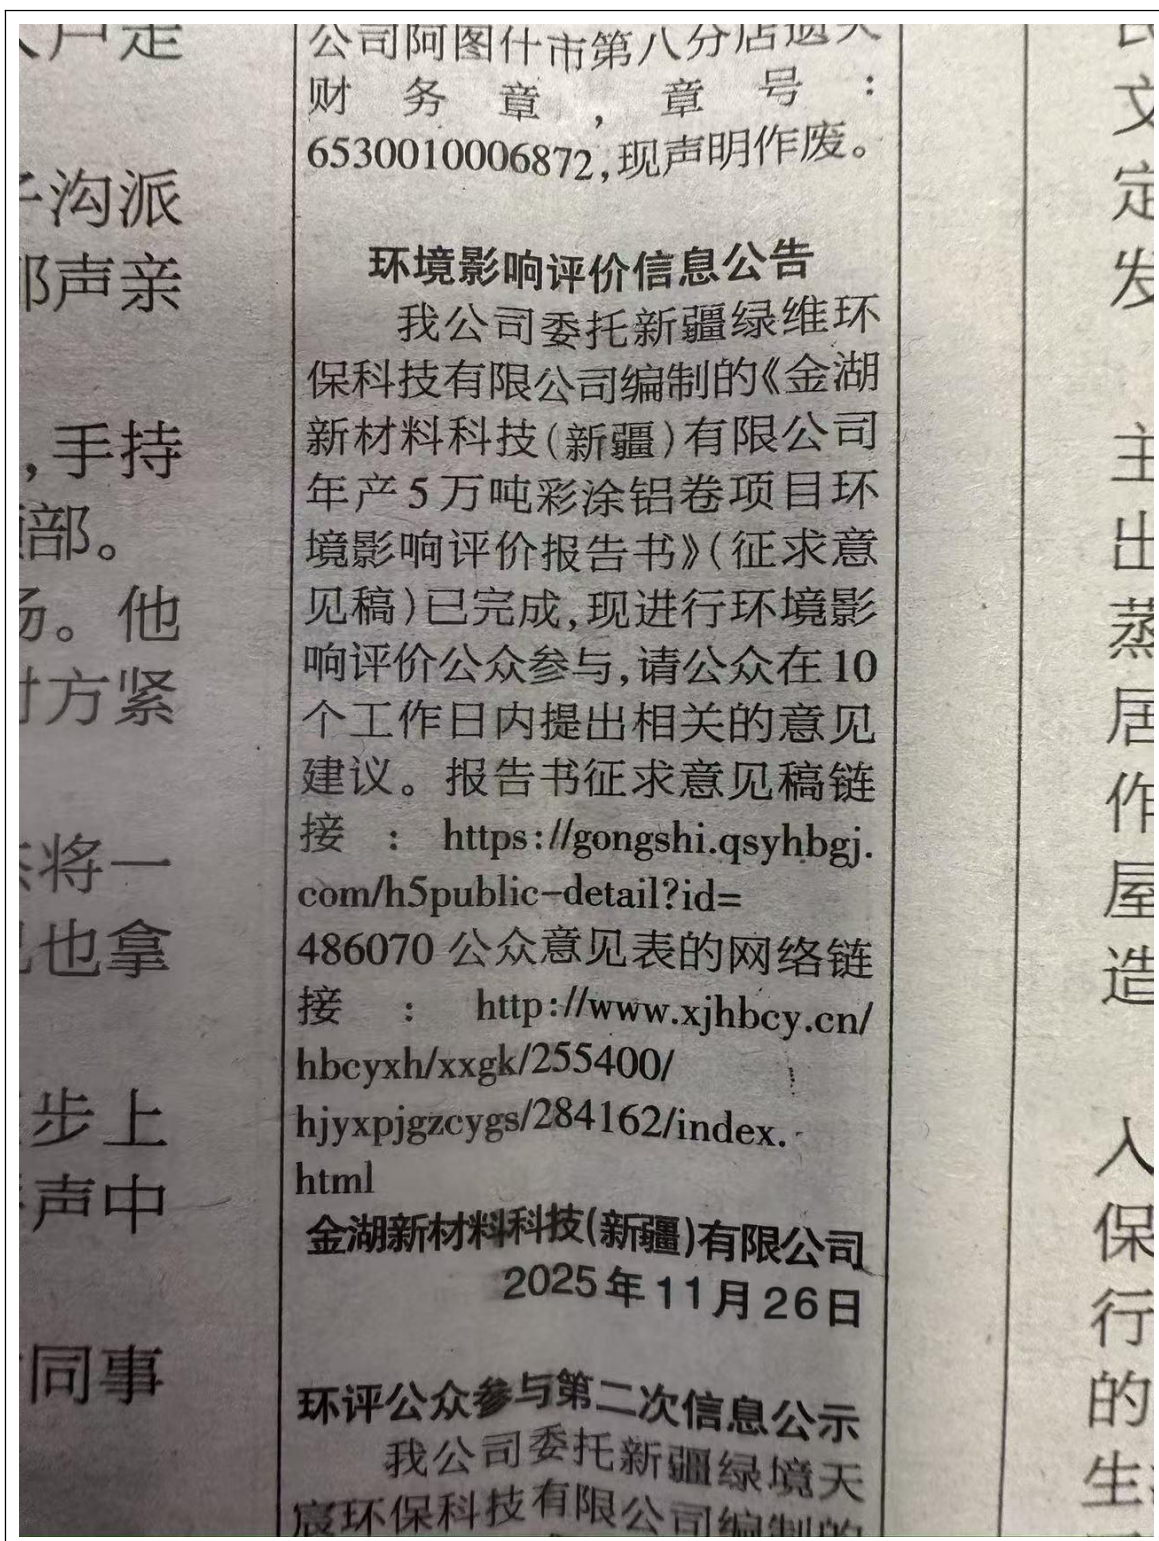 公司阿图什市第八分店遗失
财务章，章号：
6530010006872,现声明作废。
环境影响评价信息公告
我公司委托新疆绿维环
保科技有限公司编制的《金湖
新材料科技(新疆)有限公司
年产5万吨彩涂铝卷项目环
境影响评价报告书》(征求意
见稿)已完成,现进行环境影
响评价公众参与,请公众在10
个工作日内提出相关的意见
建议。报告书征求意见稿链
接：https://gongshi.qsyhbgj.
com/h5public-detail?id=
486070公众意见表的网络链
接：http://www.xjhbcy.cn/
hbcyxh/xxgk/255400/
hjyxpjgzcygs/284162/index.
html
金湖新材料科技(新疆)有限公司
2025年11月26日
环评公众参与第二次信息公示
我公司委托新疆绿境天
宸环保科技有限公司编制的
沟派
声亲
,手持
部。
。他
方紧
将一
也拿
步上
声中
同事
文
定
发
主
出
蒸
居
作
屋
造
人
保
行
的
生